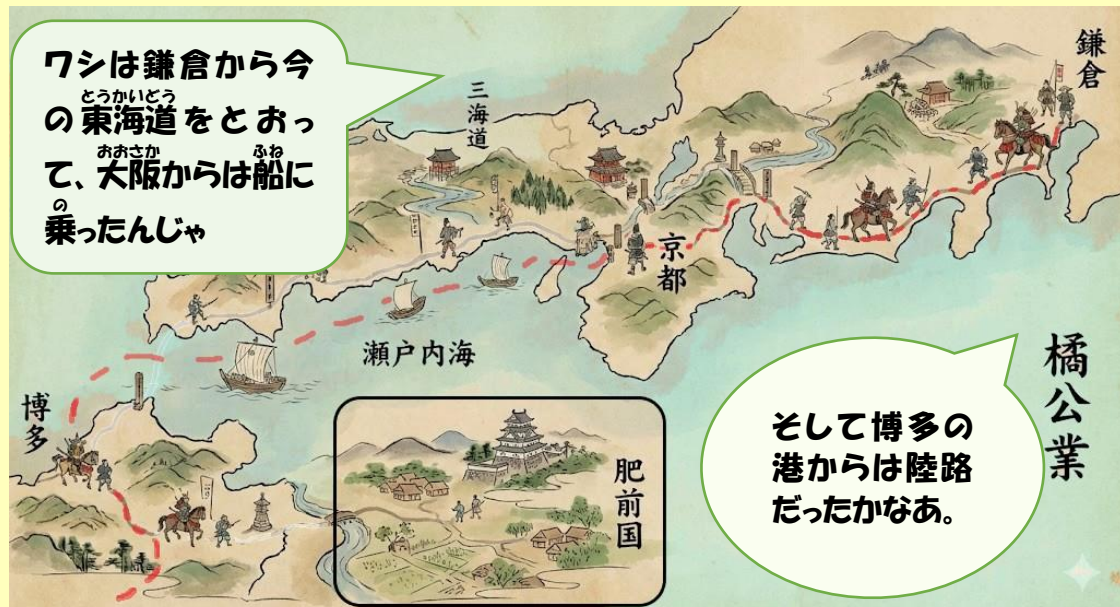 ワシは鎌倉から今
の東海道をとおっ
て、大阪からは船に
乗ったんじゃ
とうかいどう
おおさか
ふね
の
三海道
鎌倉
京都
瀬戸内海
博多
肥前国
橘公業
そして博多の
港からは陸路
だったかなあ。